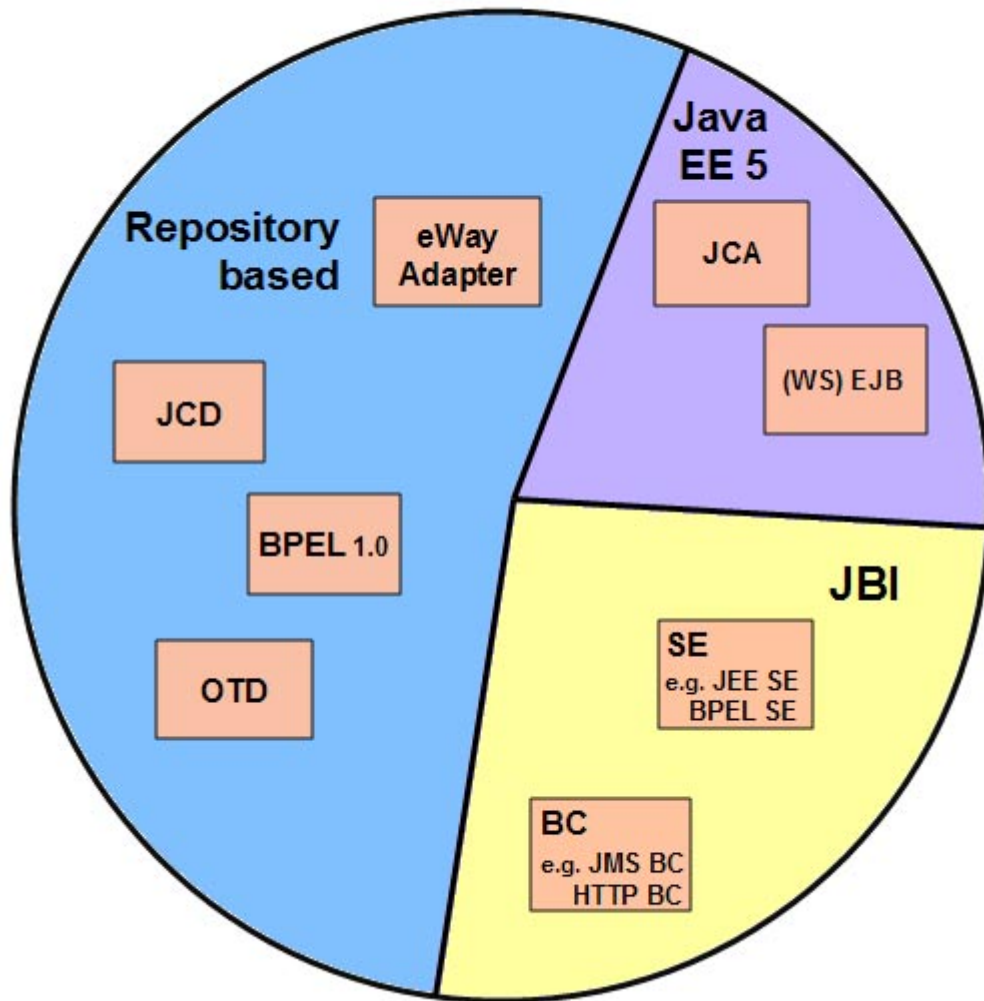 Repository
based
eWay
Adapter
JCD
BPEL 1.0
OTD
Java
EE 5
JCA
(WS) EJB
JBI
SE
e.g. JEE SE
BPEL SE
BC
e.g. JMS BC
HTTP BC